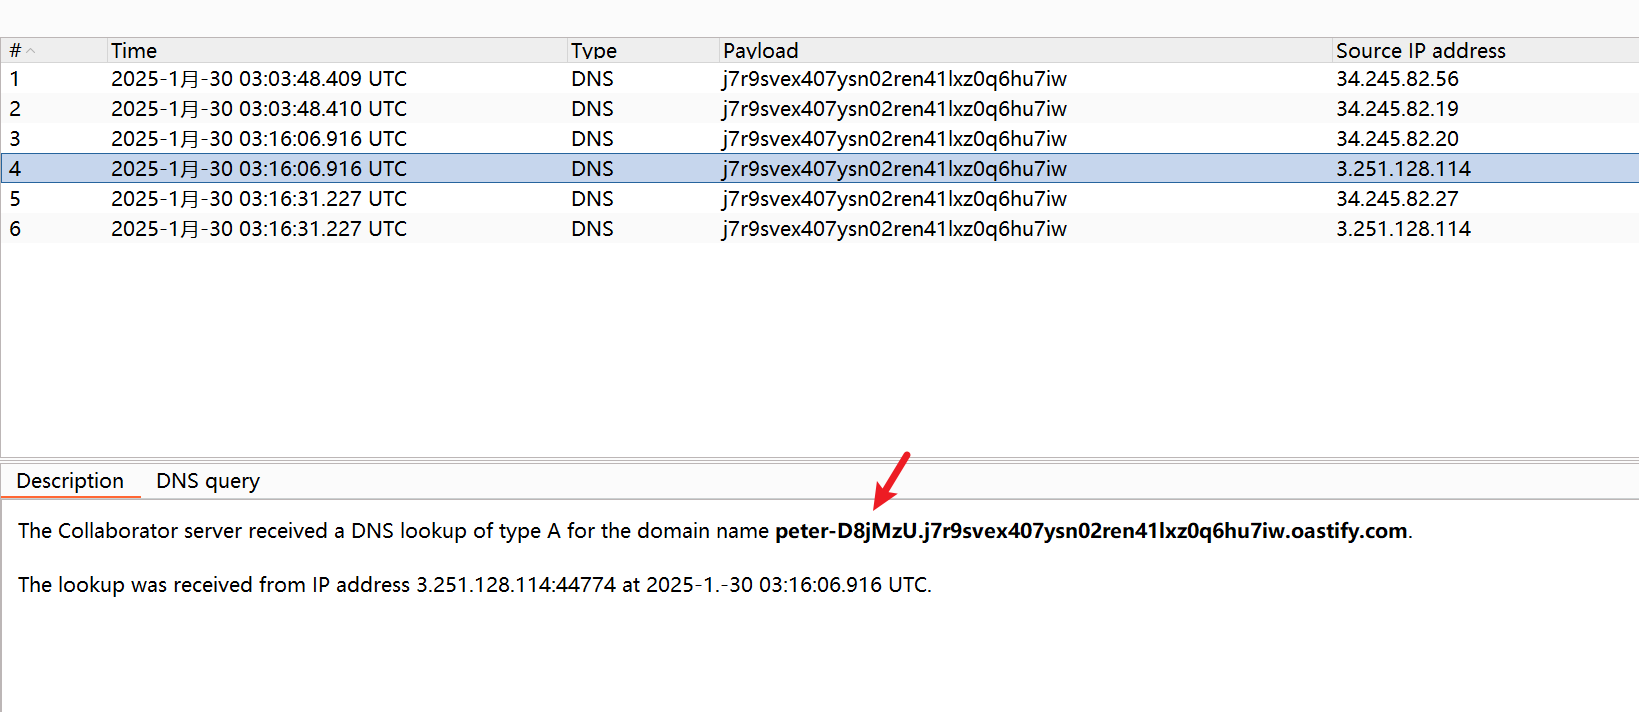 # Time Type Payload Source IP address
1 2025-1月-30 03:03:48.409 UTC DNS j7r9svex407ysn02ren41lxz0q6hu7iw 34.245.82.56
2 2025-1月-30 03:03:48.410 UTC DNS j7r9svex407ysn02ren41lxz0q6hu7iw 34.245.82.19
3 2025-1月-30 03:16:06.916 UTC DNS j7r9svex407ysn02ren41lxz0q6hu7iw 34.245.82.20
4 2025-1月-30 03:16:06.916 UTC DNS j7r9svex407ysn02ren41lxz0q6hu7iw 3.251.128.114
5 2025-1月-30 03:16:31.227 UTC DNS j7r9svex407ysn02ren41lxz0q6hu7iw 34.245.82.27
6 2025-1月-30 03:16:31.227 UTC DNS j7r9svex407ysn02ren41lxz0q6hu7iw 3.251.128.114
Description DNS query
The Collaborator server received a DNS lookup of type A for the domain name peter-D8jMzU.j7r9svex407ysn02ren41lxz0q6hu7iw.oastify.com.
The lookup was received from IP address 3.251.128.114:44774 at 2025-1.-30 03:16:06.916 UTC.